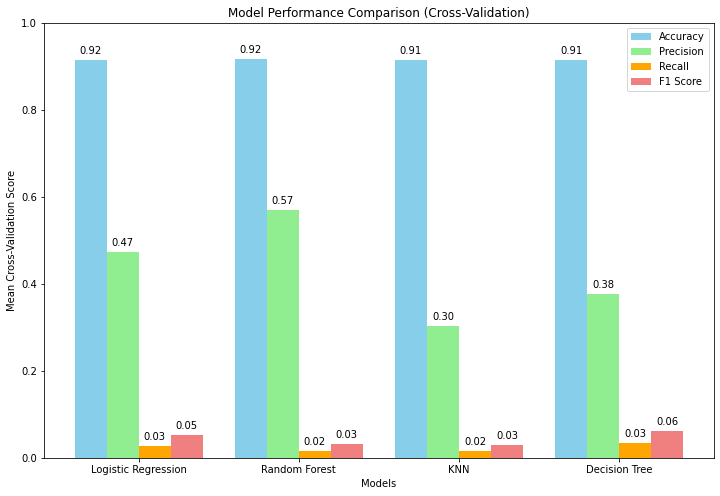 Model Performance Comparison (Cross-Validation)
Accuracy
Precision
Recall
F1 Score
Mean Cross-Validation Score
1.0
0.8
0.6
0.4
0.2
0.0
0.92
0.47
0.03
0.05
0.92
0.57
0.02
0.03
0.91
0.30
0.02
0.03
0.91
0.38
0.03
0.06
Logistic Regression
Random Forest
KNN
Decision Tree
Models